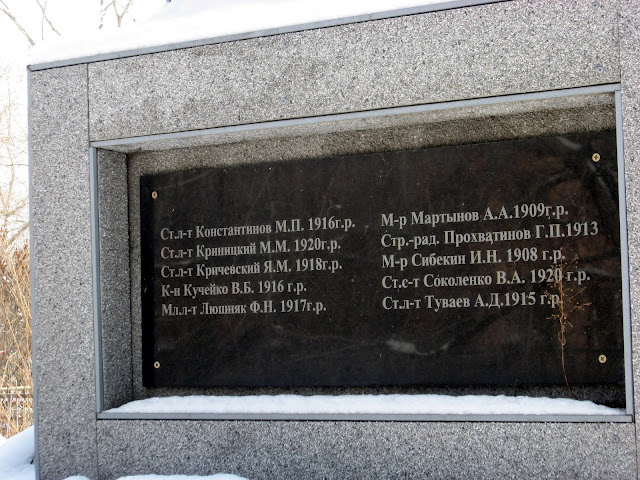 Ст.л-т Константинов М.П. 1916г.р.
Ст.л-т Криницкий М.М. 1920г.р.
Ст.л-т Кричевский Я.М. 1918г.р.
К-н Кучейко В.Б. 1916 г.р.
Мл.л-т Люшняк Ф.Н. 1917г.р.
М-р Мартынов А.А.1909г.р.
Стр.-рад. Прохватинов Г.П.1913
М-р Сибекин И.Н. 1908 г.р.
Ст.с-т Соколенко В.А. 1920 г.р.
Ст.л-т Туваев А.Д.1915 г.р.